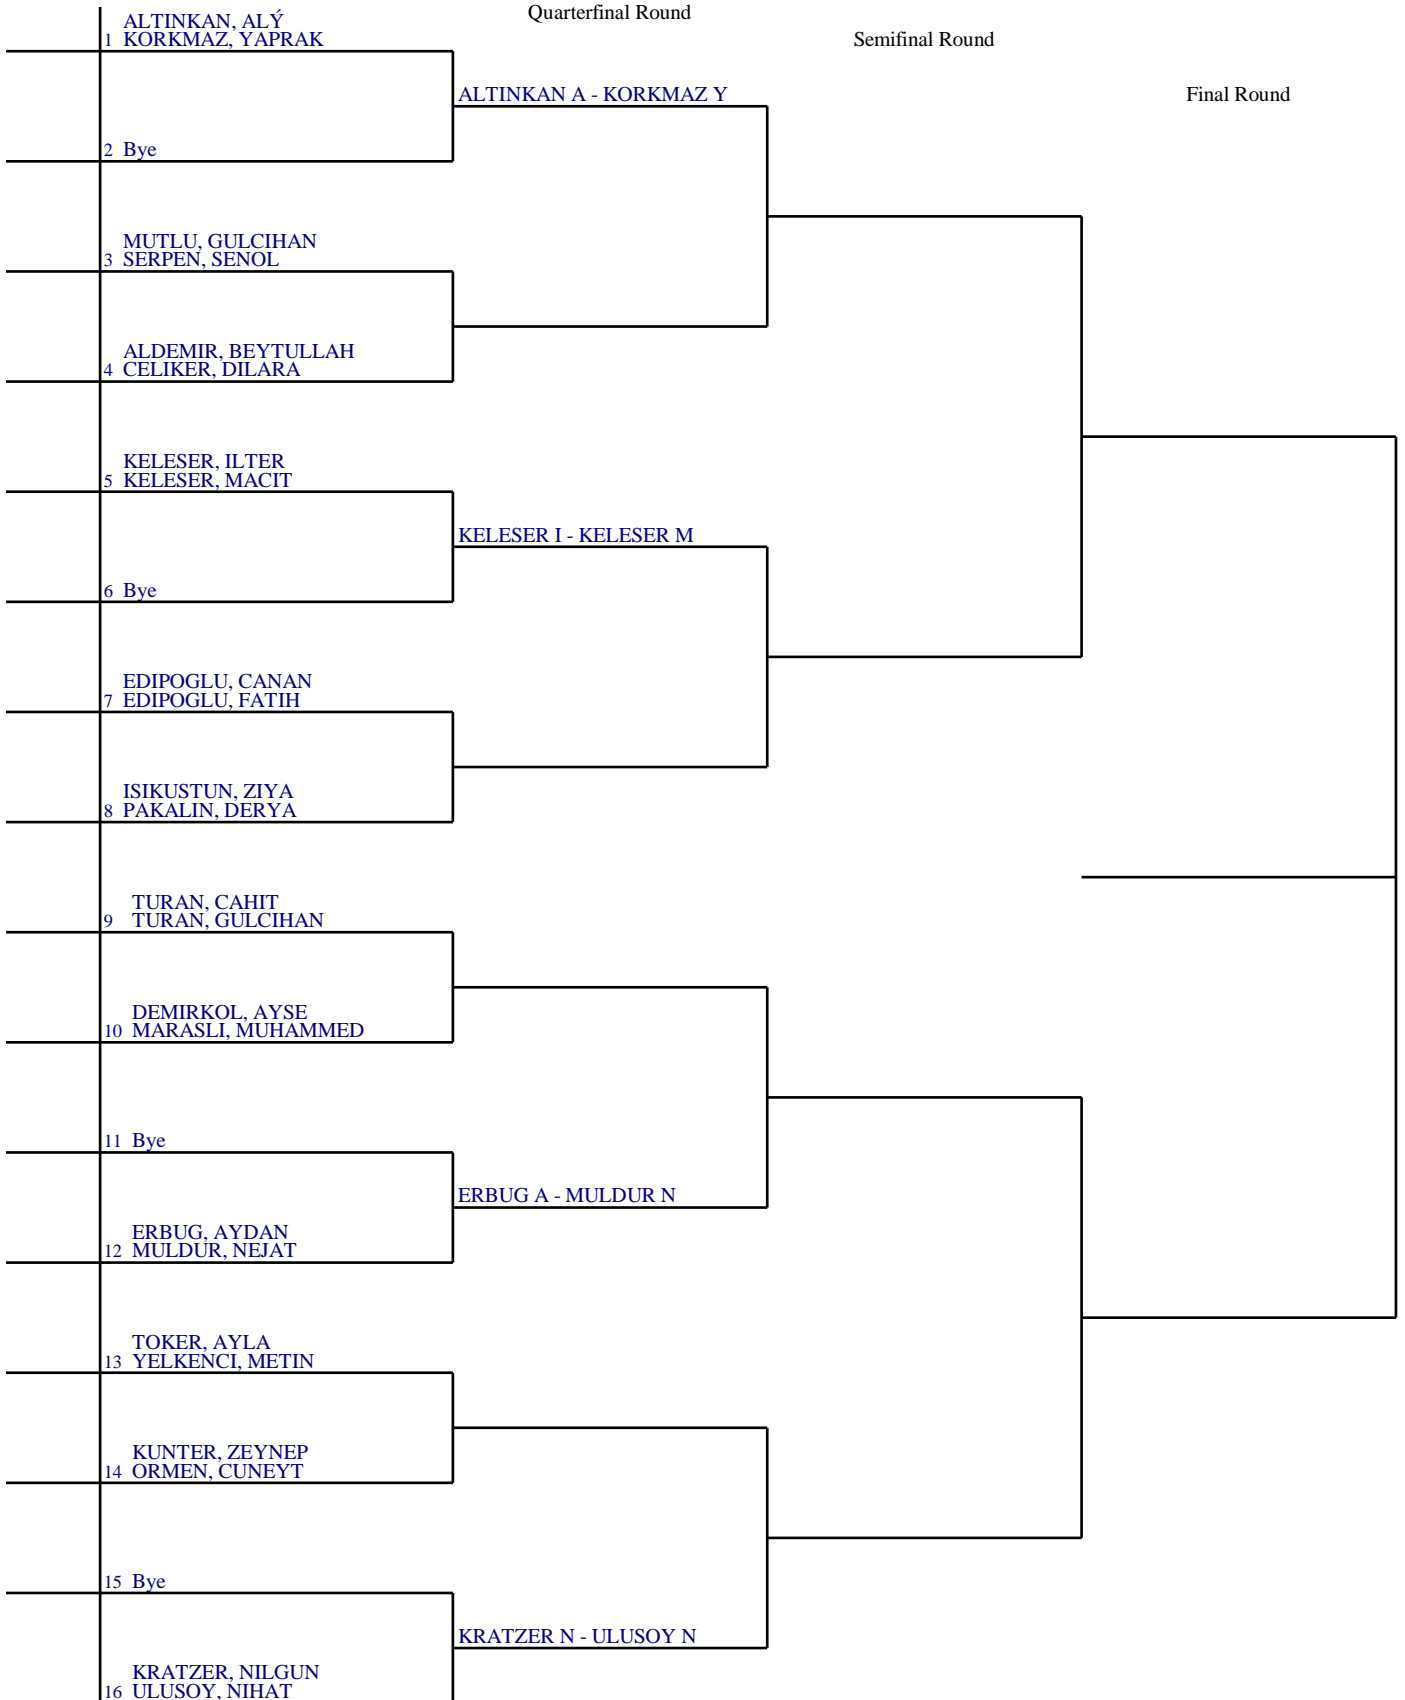 Quarterfinal Round
Semifinal Round
Final Round
ALTINKAN, ALÝ
1 KORKMAZ, YAPRAK
ALTINKAN A - KORKMAZ Y
2 Bye
MUTLU, GULCIHAN
3 SERPEN, SENOL
ALDEMIR, BEYTULLAH
4 CELIKER, DILARA
KELESER, ILTER
5 KELESER, MACIT
KELESER I - KELESER M
6 Bye
EDIPOGLU, CANAN
7 EDIPOGLU, FATIH
ISIKUSTUN, ZIYA
8 PAKALIN, DERYA
TURAN, CAHIT
9 TURAN, GULCIHAN
DEMIRKOL, AYSE
10 MARASLI, MUHAMMED
11 Bye
ERBUG A - MULDUR N
ERBUG, AYDAN
12 MULDUR, NEJAT
TOKER, AYLA
13 YELKENCI, METIN
KUNTER, ZEYNEP
14 ORMEN, CUNEYT
15 Bye
KRATZER N - ULUSOY N
KRATZER, NILGUN
16 ULUSOY, NIHAT